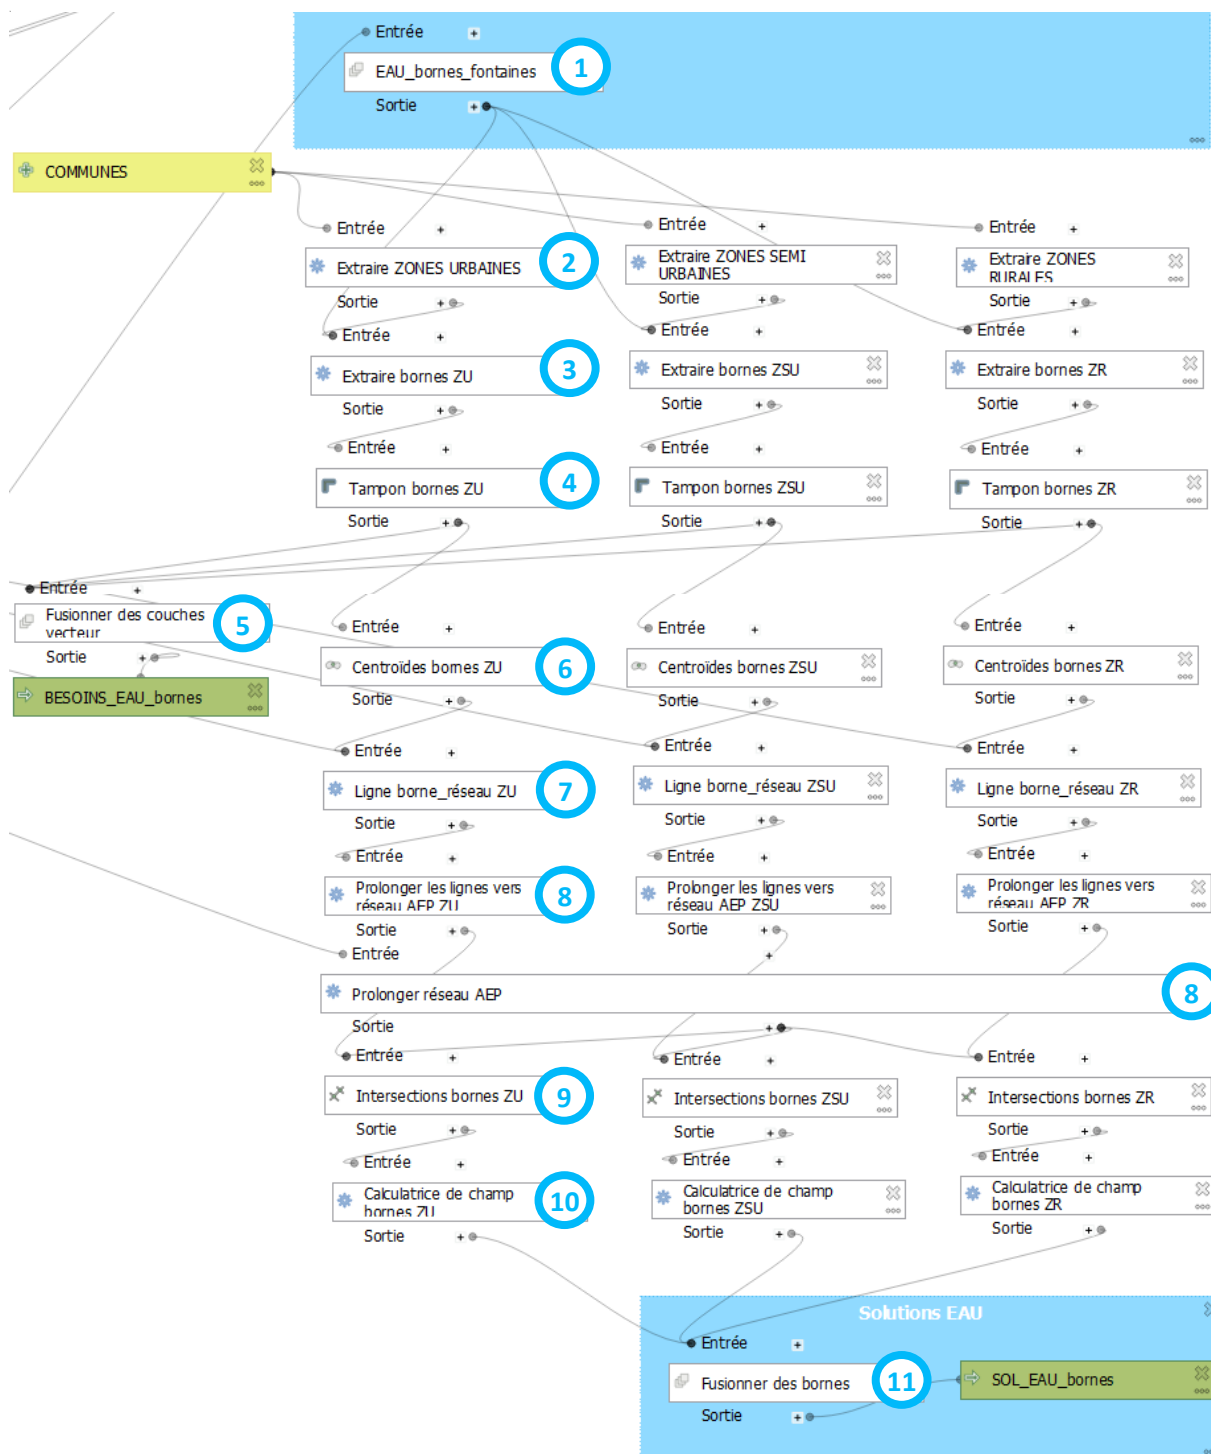 Entrée +
EAU_bornes_fontaines 1
Sortie +
COMMUNES
Entrée + Entrée + Entrée +
Extraire ZONES URBAINES 2
Extraire ZONES SEMI
URBAINES
Extraire ZONES
RURALES
Sortie + Sortie + Sortie +
Entrée + Entrée + Entrée +
Extraire bornes ZU 3 Extraire bornes ZSU Extraire bornes ZR
Sortie + Sortie + Sortie +
Entrée + Entrée + Entrée +
Tampon bornes ZU 4 Tampon bornes ZSU Tampon bornes ZR
Sortie + Sortie + Sortie +
Entrée +
Fusionner des couches
vecteur
5
Sortie +
BESOINS_EAU_bornes
Entrée + Entrée + Entrée +
Centroïdes bornes ZU 6 Centroïdes bornes ZSU Centroïdes bornes ZR
Sortie + Sortie + Sortie +
Entrée + Entrée + Entrée +
Ligne borne_réseau ZU 7 Ligne borne_réseau ZSU Ligne borne_réseau ZR
Sortie + Sortie + Sortie +
Entrée + Entrée + Entrée +
Prolonger les lignes vers
réseau AEP ZU
8
Prolonger les lignes vers
réseau AEP ZSU
Prolonger les lignes vers
réseau AEP ZR
Sortie + Sortie + Sortie +
Entrée +
Prolonger réseau AEP 8
Sortie +
Entrée + Entrée + Entrée +
Intersections bornes ZU 9 Intersections bornes ZSU Intersections bornes ZR
Sortie + Sortie + Sortie +
Entrée + Entrée + Entrée +
Calculatrice de champ
bornes ZU
10
Calculatrice de champ
bornes ZSU
Calculatrice de champ
bornes ZR
Sortie + Sortie + Sortie +
Solutions EAU
Entrée +
Fusionner des bornes 11 SOL_EAU_bornes
Sortie +